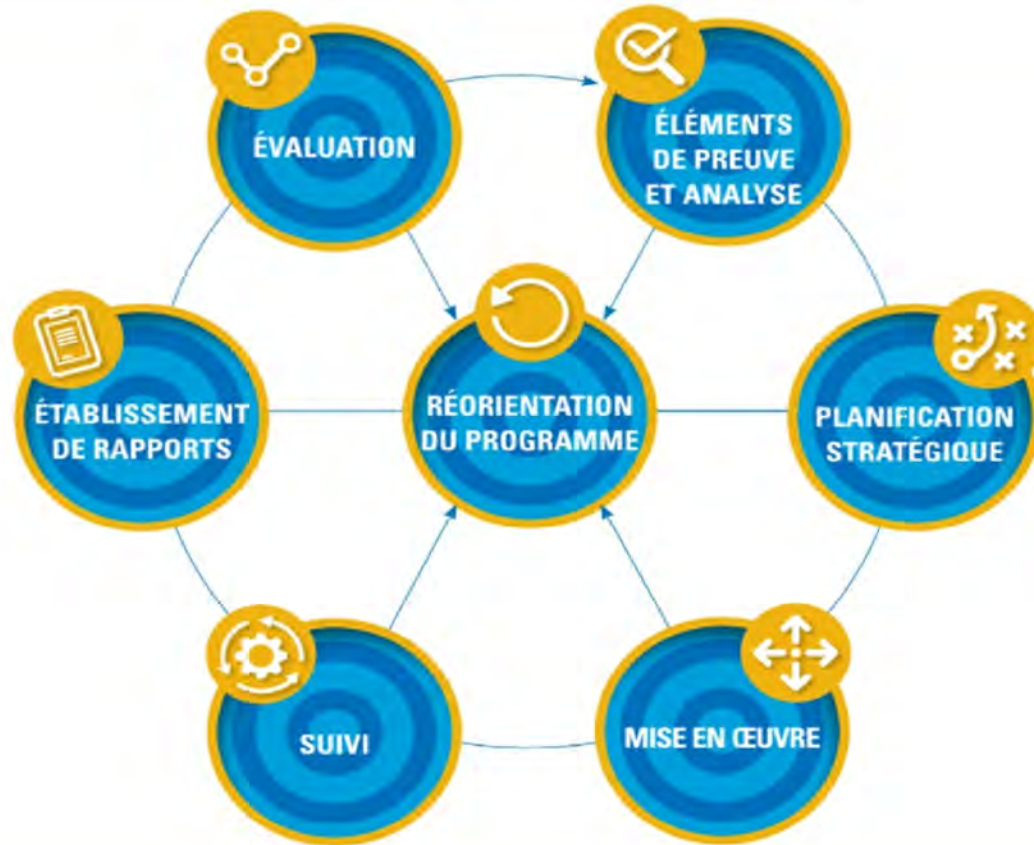 ÉVALUATION
ÉLÉMENTS
DE PREUVE
ET ANALYSE
ÉTABLISSEMENT
DE RAPPORTS
RÉORIENTATION
DU PROGRAMME
PLANIFICATION
STRATÉGIQUE
SUIVI
MISE EN ŒUVRE